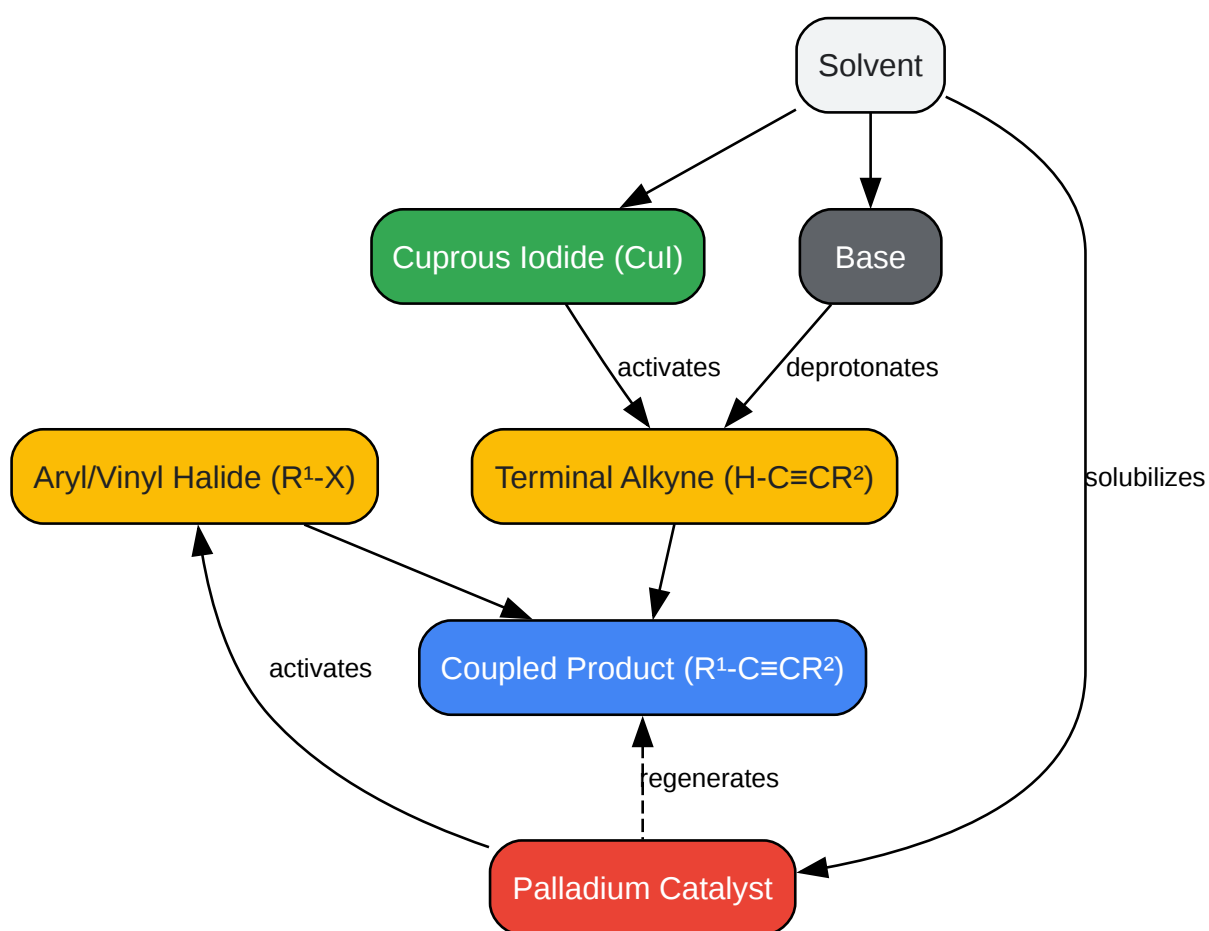 Solvent
Cuprous Iodide (CuI)
Base
activates
deprotonates
Aryl/Vinyl Halide (R¹-X)
Terminal Alkyne (H-C≡CR²)
solubilizes
activates
Coupled Product (R¹-C≡CR²)
regenerates
Palladium Catalyst